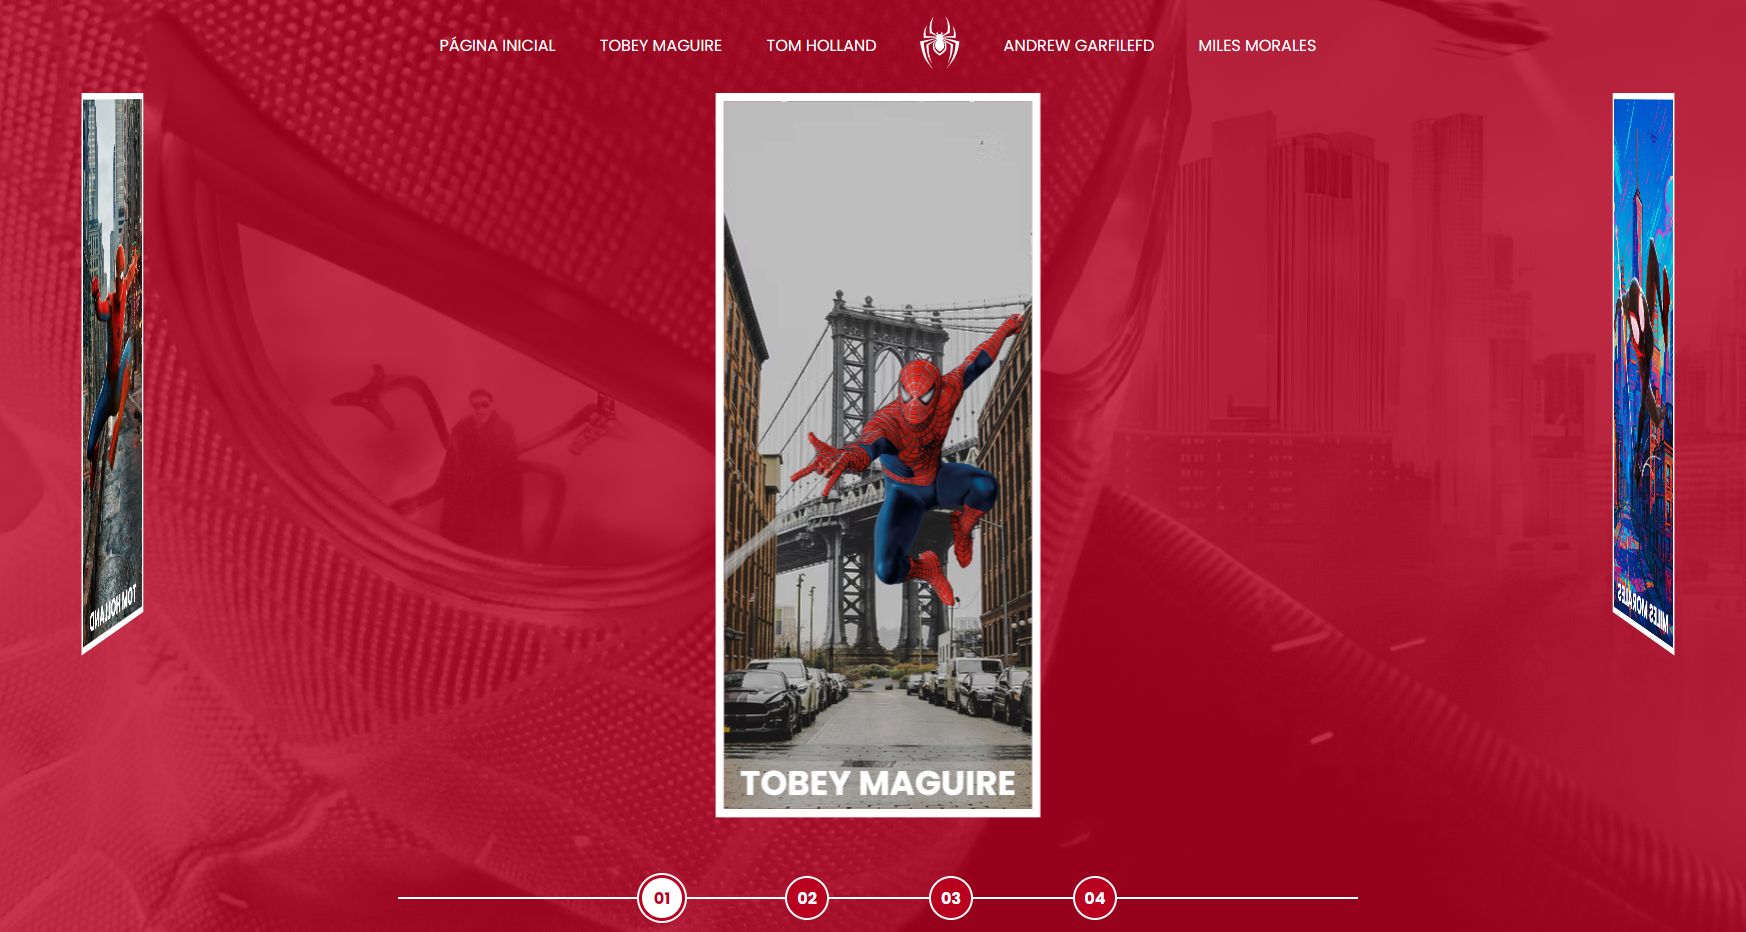 PÁGINA INICIAL
TOBEY MAGUIRE
TOM HOLLAND
ANDREW GARFILEFD
MILES MORALES
TOM HOLLAND
TOBEY MAGUIRE
MILES MORALES
01
02
03
04